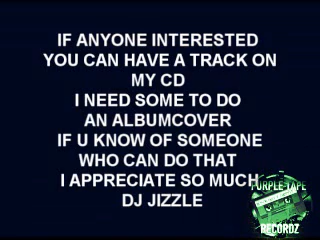 IF ANYONE INTERESTED
YOU CAN HAVE A TRACK ON
MY CD
I NEED SOME TO DO
AN ALBUMCOVER
IF U KNOW OF SOMEONE
WHO CAN DO THAT
I APPRECIATE SO MUCH
DJ JIZZLE
PURPLE TAPE
RECORDZ